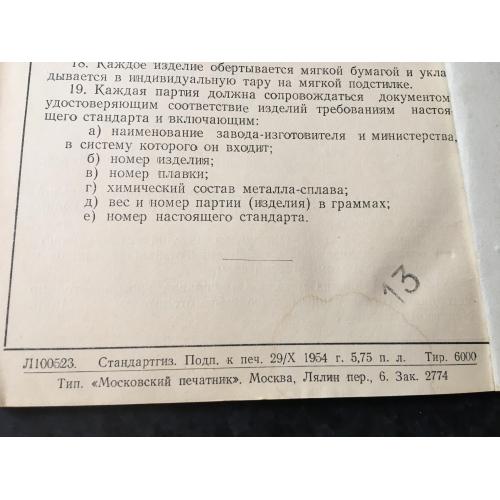 18. Каждое изделие обертывается мягкой бумагой и укла
дывается в индивидуальную тару на мягкой подстилке.
19. Каждая партия должна сопровождаться документом
удостоверяющим соответствие изделий требованиям настоя-
щего стандарта и включающим:
а) наименование завода-изготовителя и министерства,
в систему которого он входит;
б) номер изделия;
в) номер плавки;
г) химический состав металла-сплава;
д) вес и номер партии (изделия) в граммах;
е) номер настоящего стандарта.
13
Л100523. Стандартгиз. Подп. к печ. 29/X 1954 г. 5,75 п. л. Тир. 6000
Тип. «Московский печатник». Москва, Лялин пер., 6. Зак. 2774